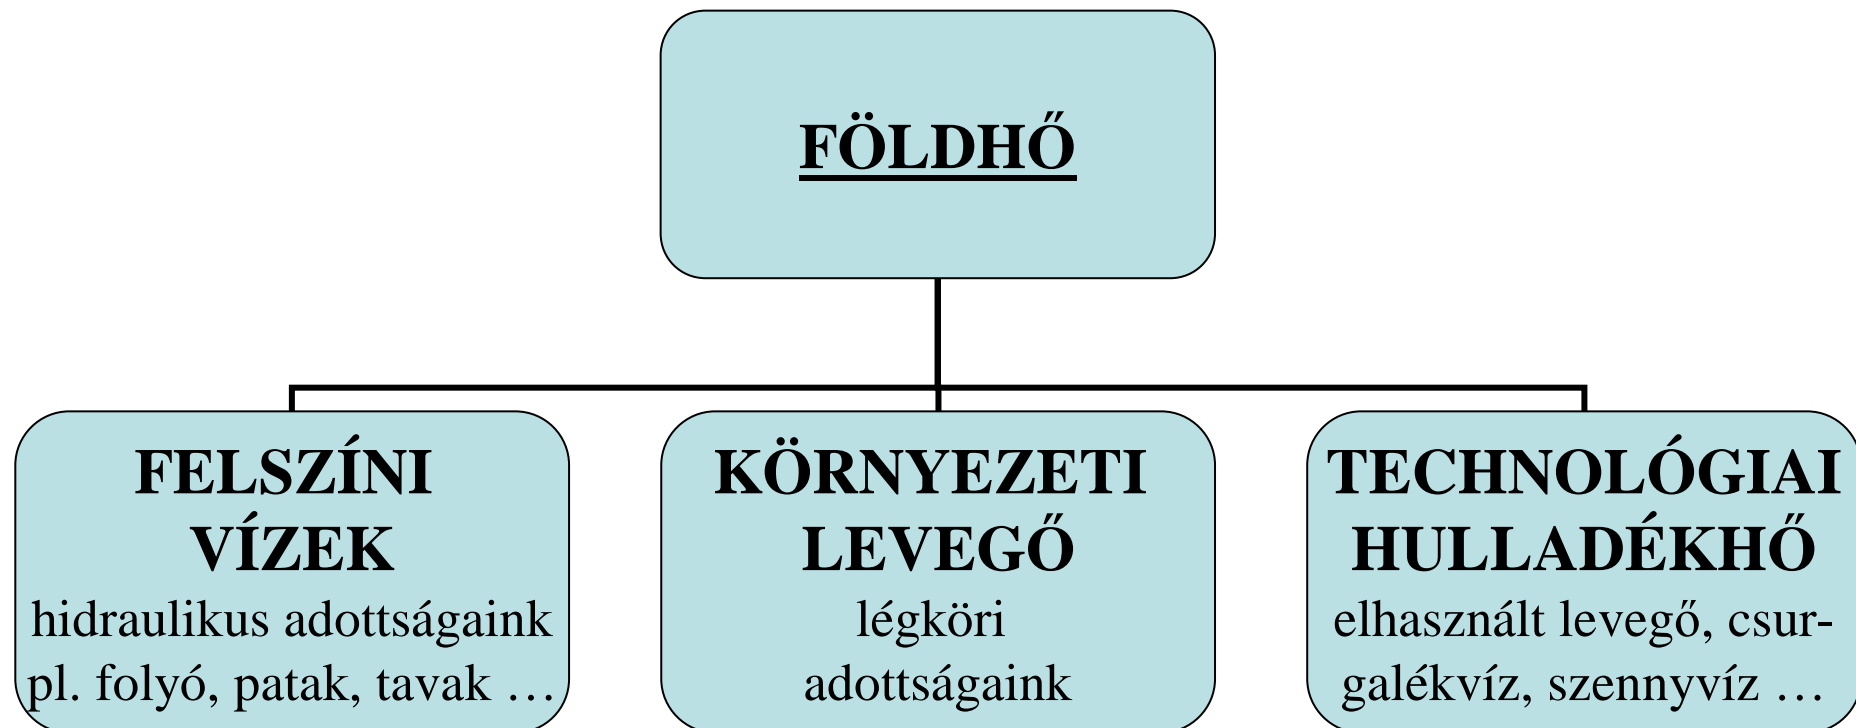 FÖLDHŐ
FELSZÍNI
VÍZEK
hidraulikus adottságaink
pl. folyó, patak, tavak …
KÖRNYEZETI
LEVEGŐ
légköri
adottságaink
TECHNOLÓGIAI
HULLADÉKHŐ
elhasznált levegő, csur-
galékvíz, szennyvíz …